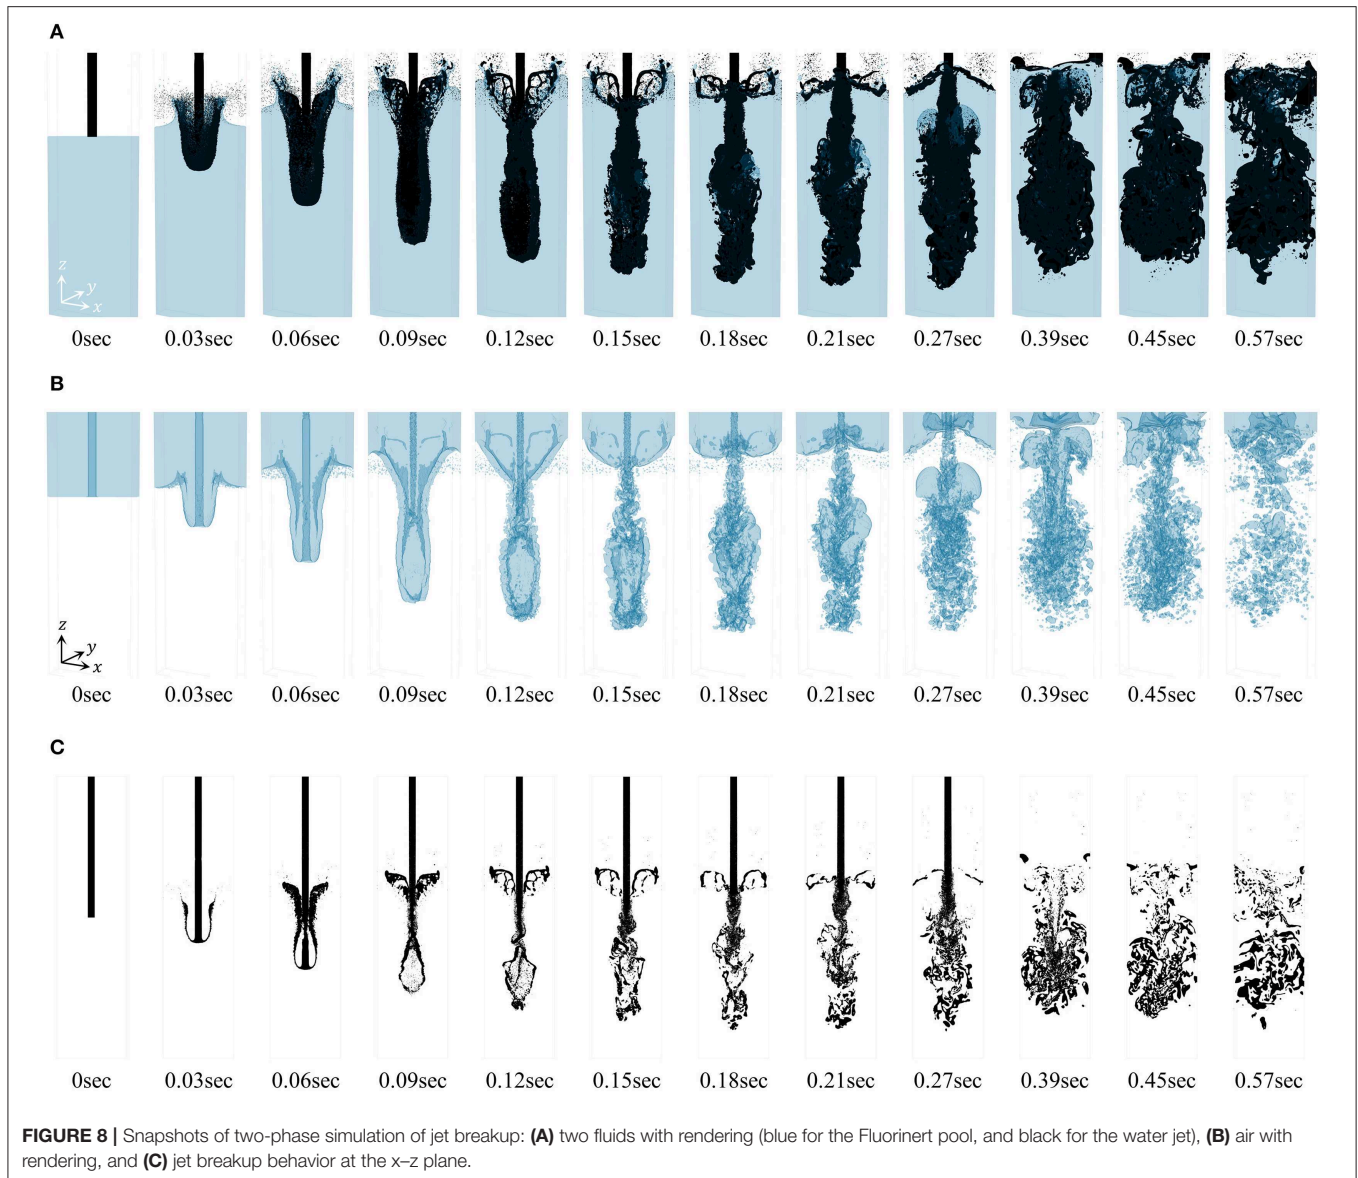 A
z
y
x
0sec 0.03sec 0.06sec 0.09sec 0.12sec 0.15sec 0.18sec 0.21sec 0.27sec 0.39sec 0.45sec 0.57sec
B
z
y
x
0sec 0.03sec 0.06sec 0.09sec 0.12sec 0.15sec 0.18sec 0.21sec 0.27sec 0.39sec 0.45sec 0.57sec
C
0sec 0.03sec 0.06sec 0.09sec 0.12sec 0.15sec 0.18sec 0.21sec 0.27sec 0.39sec 0.45sec 0.57sec
FIGURE 8 | Snapshots of two-phase simulation of jet breakup: (A) two fluids with rendering (blue for the Fluorinert pool, and black for the water jet), (B) air with
rendering, and (C) jet breakup behavior at the x–z plane.